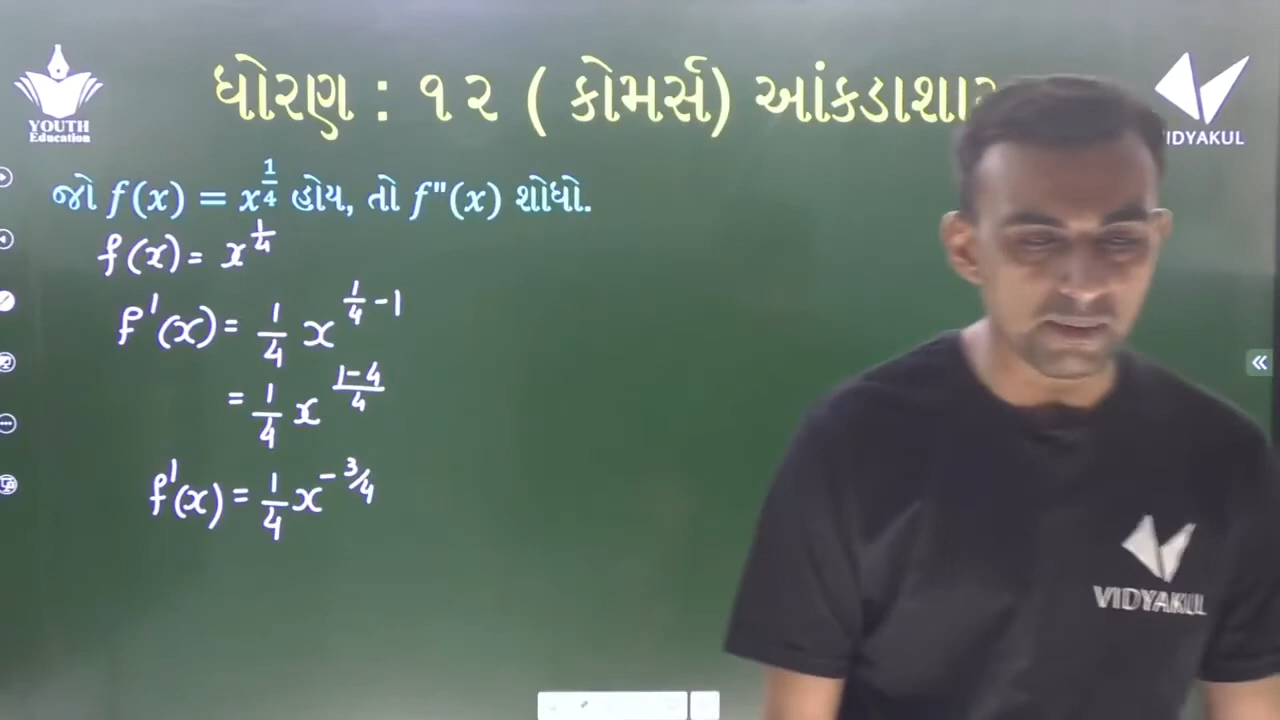 YOUTH
Education
ધોરણ : ૧૨ ( કોમર્સ)
VIDYAKUL
જો f(x) = x^{1/4} હોય, તો f''(x) શોધો.
f(x) = x^{1/4}
f'(x) = 1/4 x^{1/4 - 1}
= 1/4 x^{(1-4)/4}
f'(x) = 1/4 x^{-3/4}
VIDYAKUL